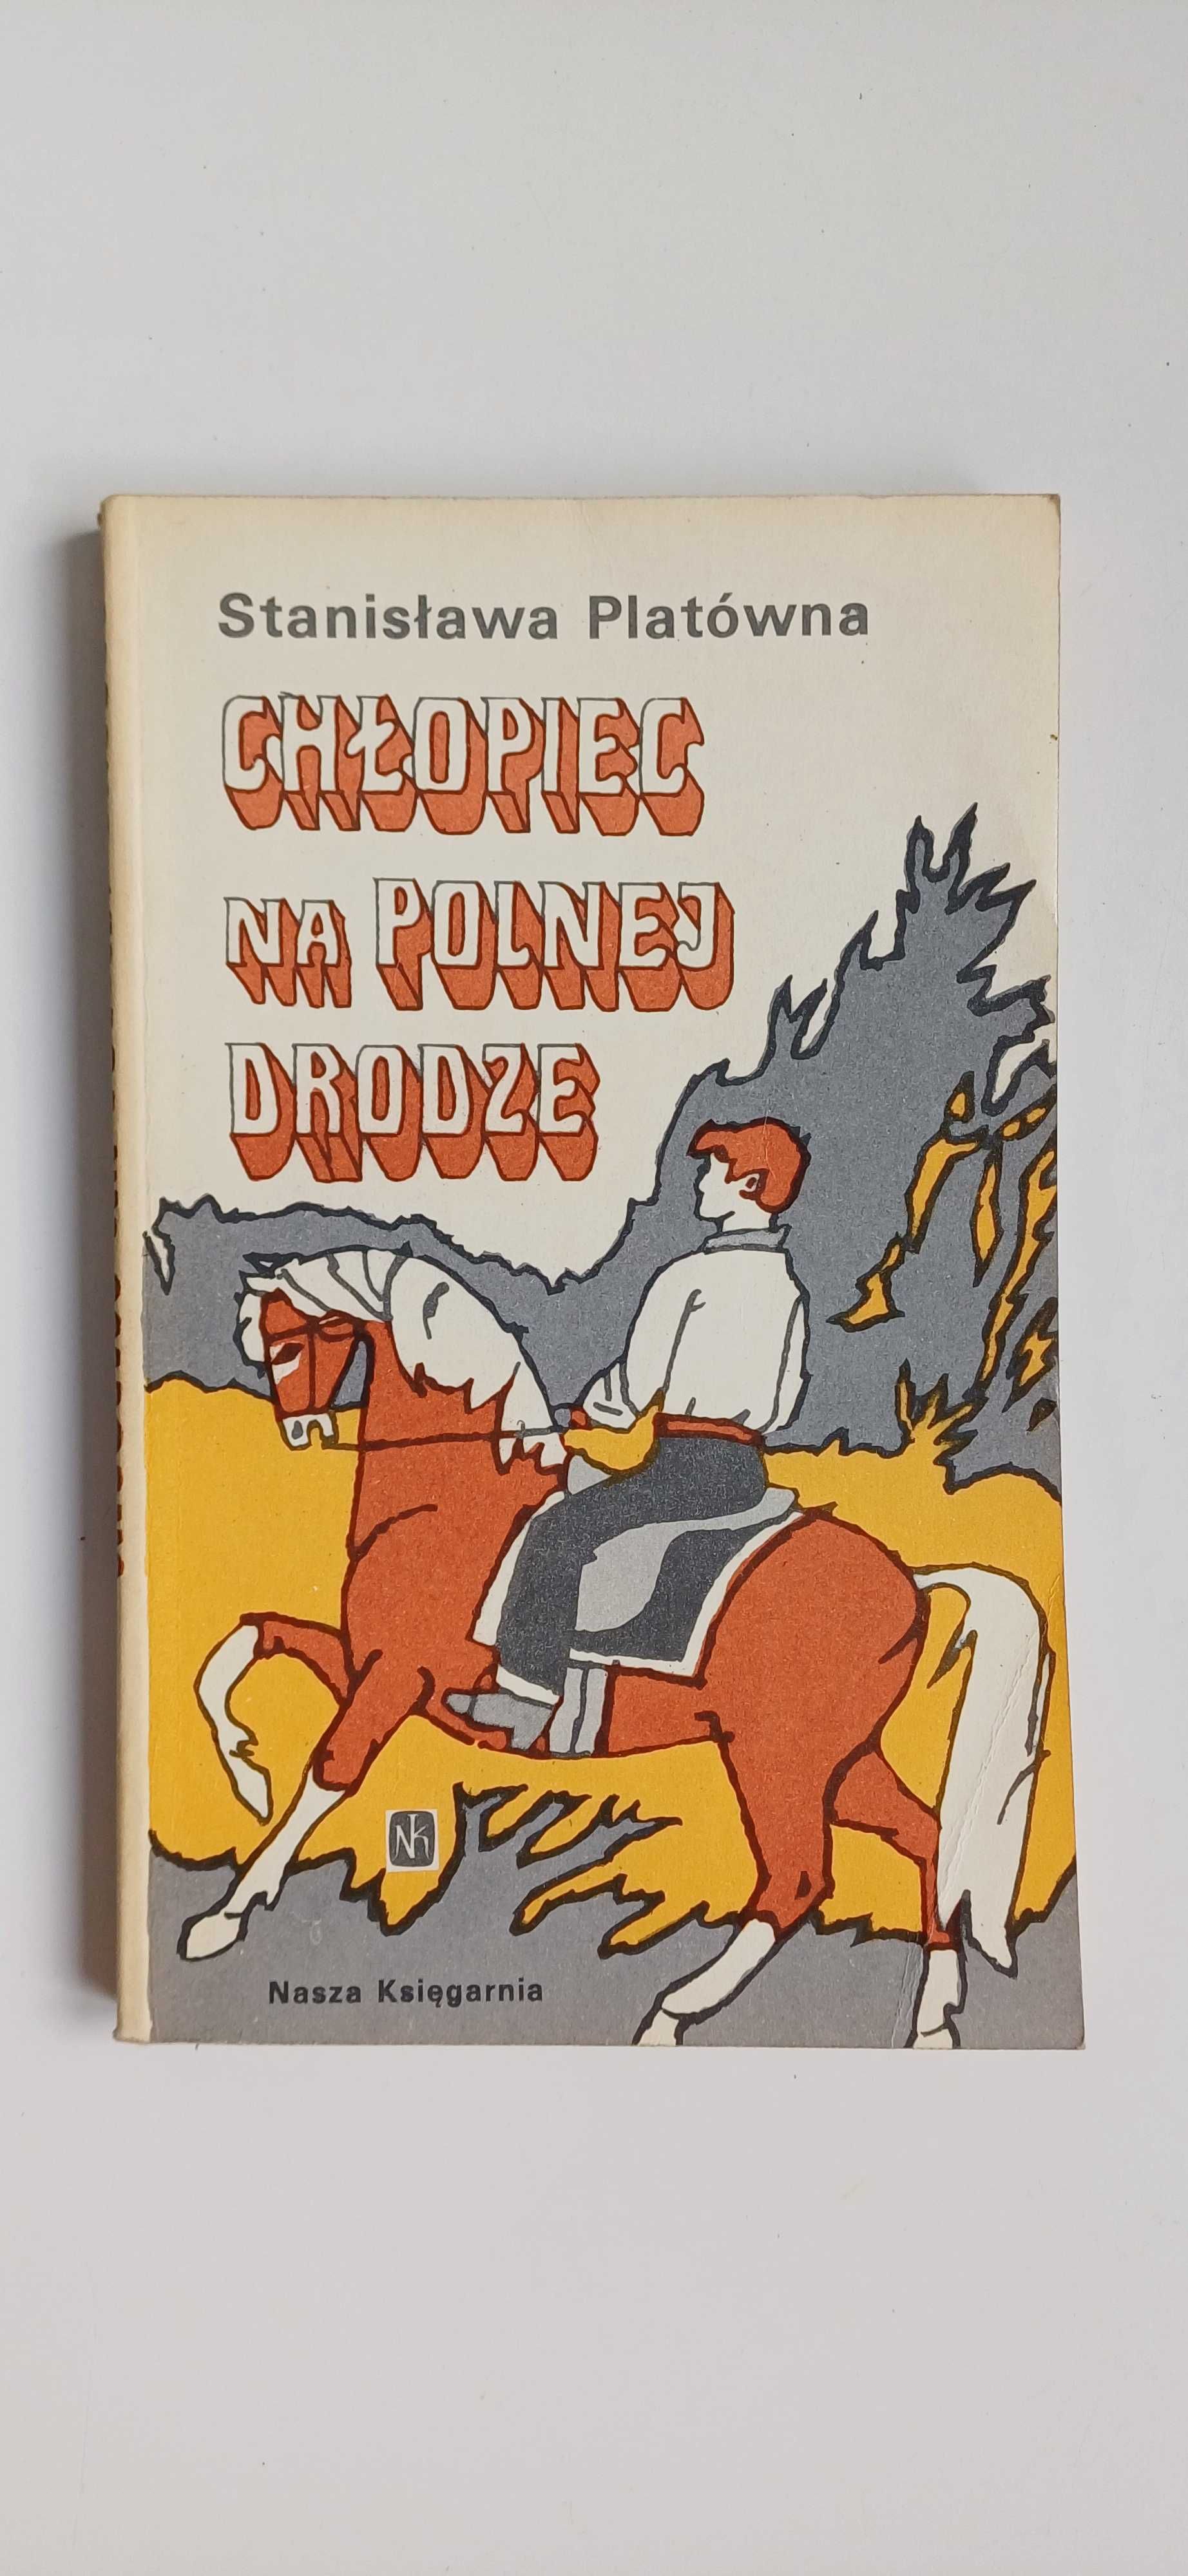 Stanisława Platówna
CHŁOPIEC
NA POLNEJ
DRODZE
NK
Nasza Księgarnia